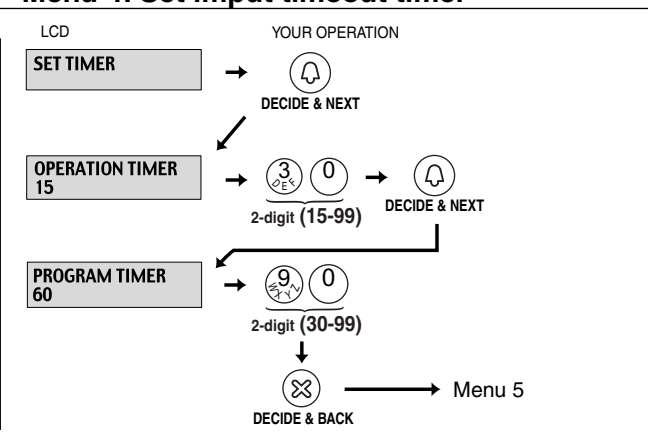 Menu 4: Set input timeout timer
LCD
YOUR OPERATION
SET TIMER
DECIDE & NEXT
OPERATION TIMER
15
3 DEF 0
2-digit (15-99)
DECIDE & NEXT
PROGRAM TIMER
60
9 WXYZ 0
2-digit (30-99)
Menu 5
DECIDE & BACK